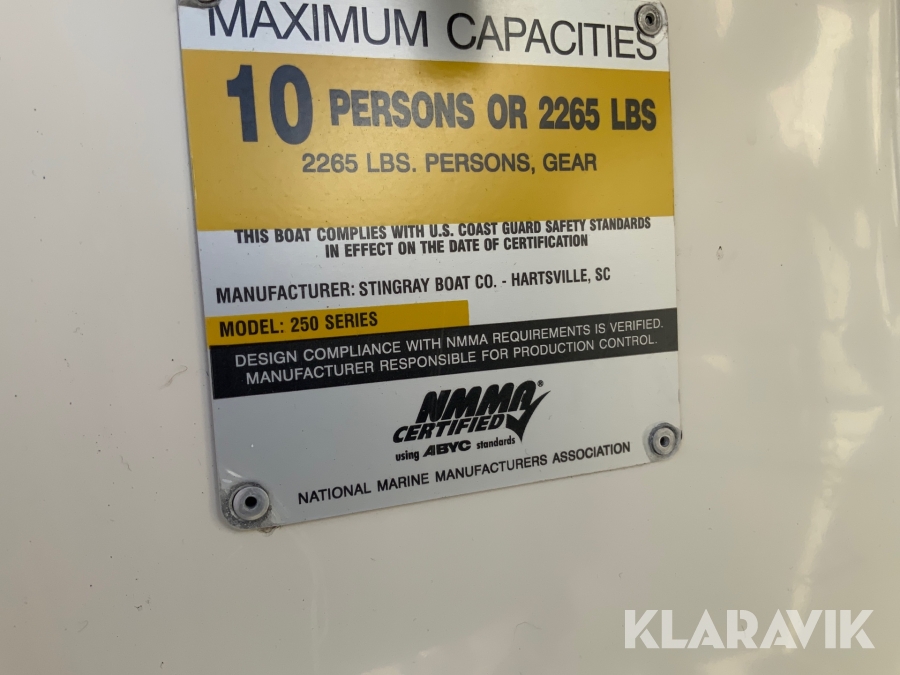 MAXIMUM CAPACITIES
10 PERSONS OR 2265 LBS
2265 LBS. PERSONS, GEAR
THIS BOAT COMPLIES WITH U.S. COAST GUARD SAFETY STANDARDS
IN EFFECT ON THE DATE OF CERTIFICATION
MANUFACTURER: STINGRAY BOAT CO. - HARTSVILLE, SC
MODEL: 250 SERIES
DESIGN COMPLIANCE WITH NMMA REQUIREMENTS IS VERIFIED.
MANUFACTURER RESPONSIBLE FOR PRODUCTION CONTROL.
NMMA®
CERTIFIED
using ABYC standards
NATIONAL MARINE MANUFACTURERS ASSOCIATION
KLARAVIK